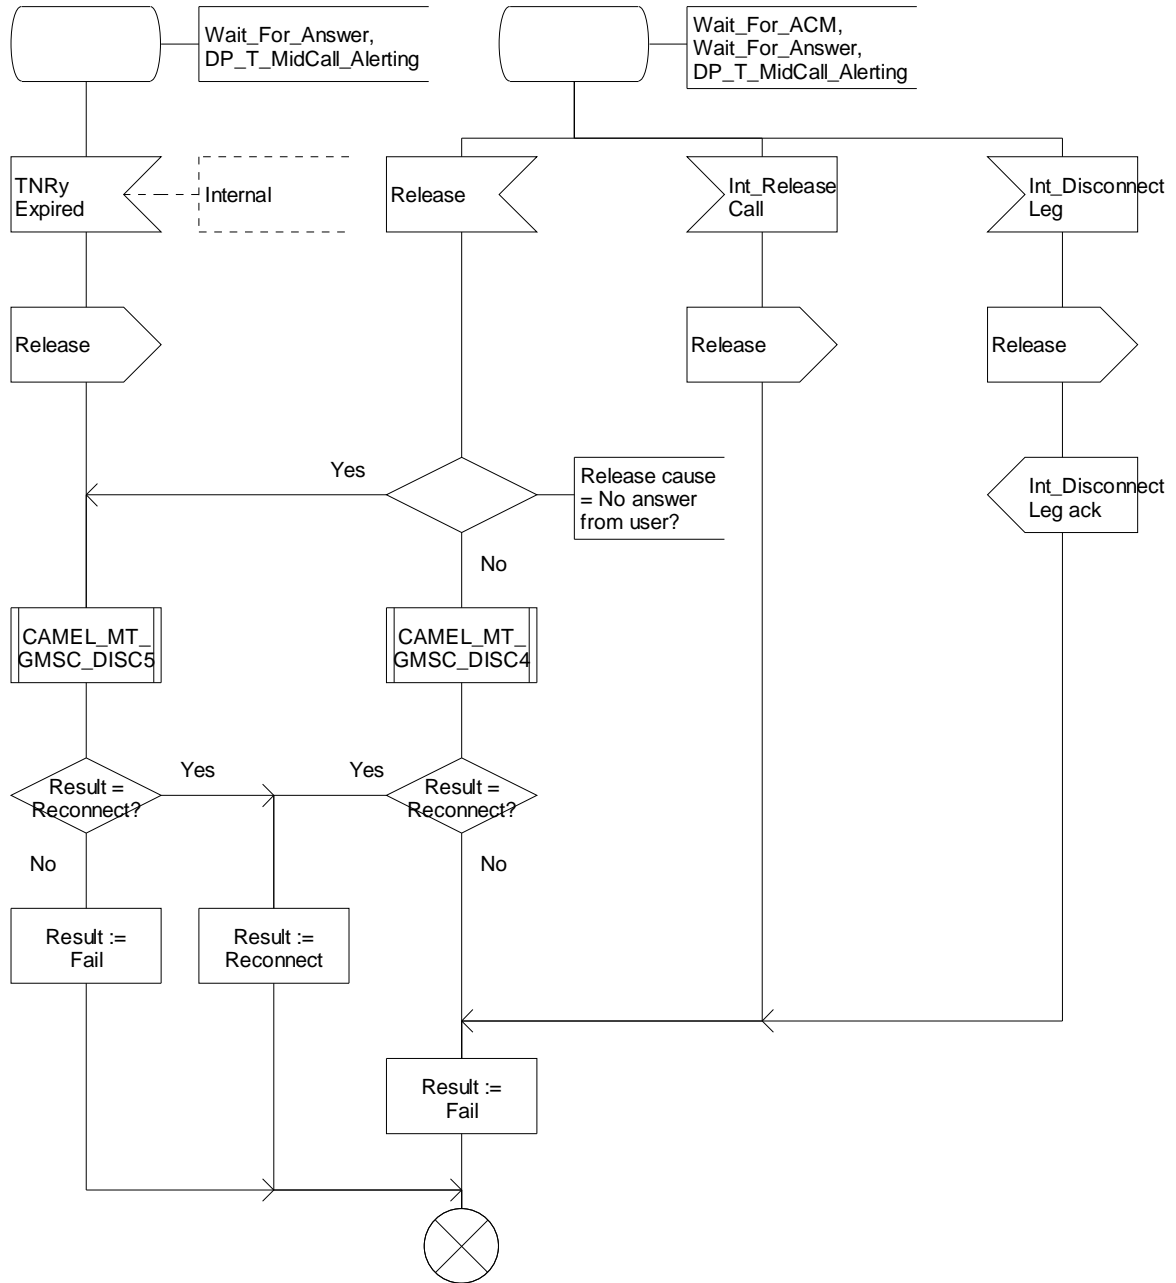 Wait_For_Answer,
DP_T_MidCall_Alerting
Wait_For_ACM,
Wait_For_Answer,
DP_T_MidCall_Alerting
TNRy
Expired
Internal
Release
Int_Release
Call
Int_Disconnect
Leg
Release
Release
Release
Yes
Release cause
= No answer
from user?
Int_Disconnect
Leg ack
No
CAMEL_MT_
GMSC_DISC5
CAMEL_MT_
GMSC_DISC4
Result =
Reconnect?
Yes
Yes
Result =
Reconnect?
No
No
Result :=
Fail
Result :=
Reconnect
Result :=
Fail